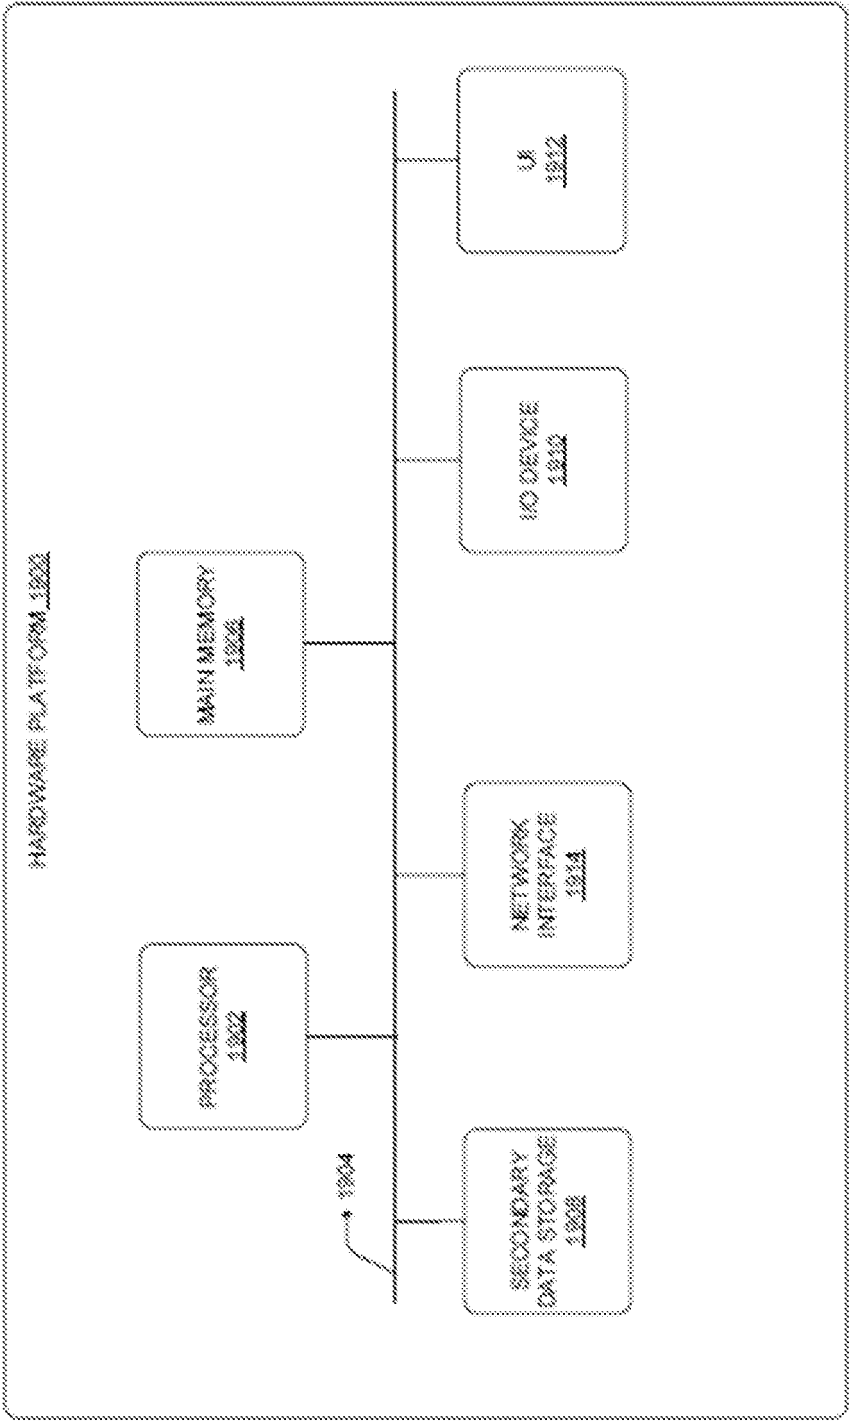 HARDWARE PLATFORM 1900
PROCESSOR
1902
MAIN MEMORY
1906
1904
SECONDARY
DATA STORAGE
1908
NETWORK
INTERFACE
1914
I/O DEVICE
1910
UI
1912